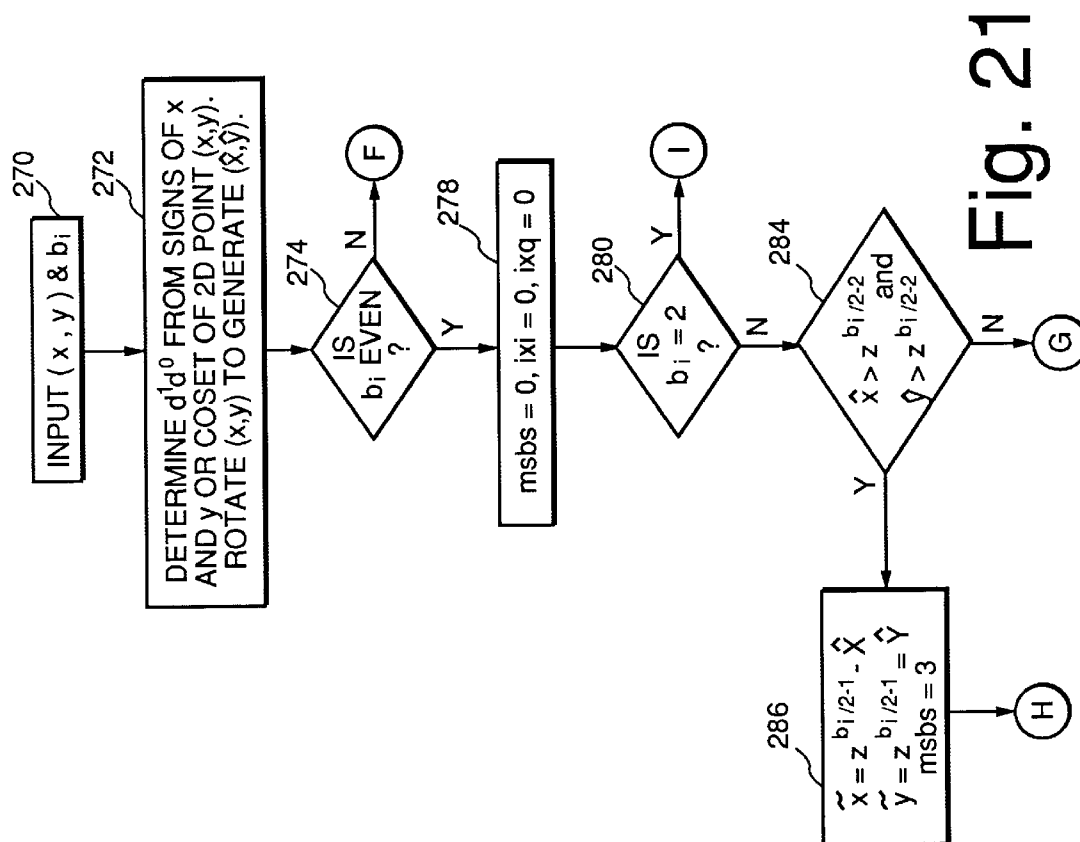 270
INPUT ( x , y ) & bᵢ
272
DETERMINE d¹d⁰ FROM SIGNS OF x
AND y OR COSET OF 2D POINT (x,y).
ROTATE (x,y) TO GENERATE (x̂,ŷ).
274
IS
bᵢ EVEN
?
N
F
Y
278
msbs = 0, ixi = 0, ixq = 0
280
IS
bᵢ = 2
?
Y
I
N
284
x̂ > z^bᵢ/2-2
and
ŷ > z^bᵢ/2-2
Y
N
G
286
x̃ = z^bᵢ/2-1 - X̂
ỹ = z^bᵢ/2-1 = Ŷ
msbs = 3
H
Fig. 21